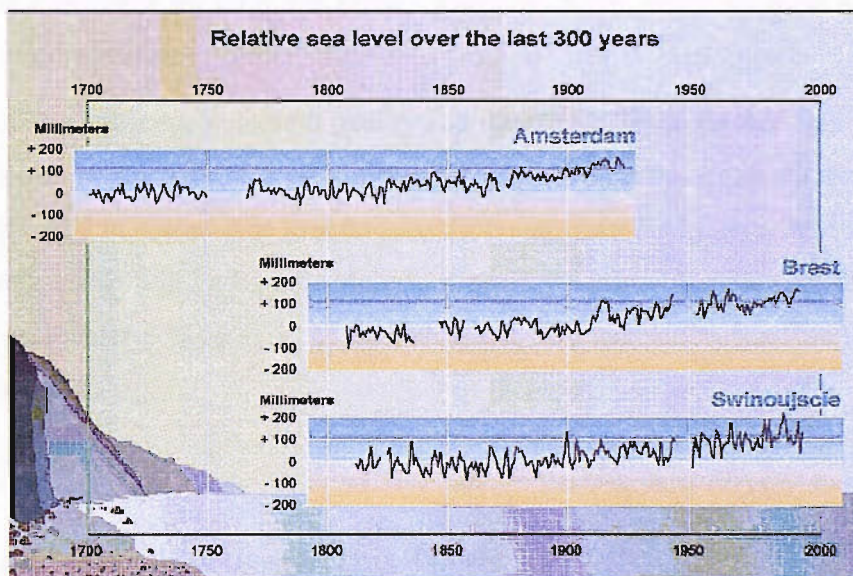 Relative sea level over the last 300 years
1700 1750 1800 1850 1900 1950 2000
Millimeters
Amsterdam
+ 200
+ 100
0
- 100
- 200
Millimeters
Brest
+ 200
+ 100
0
- 100
- 200
Millimeters
Swinoujscie
+ 200
+ 100
0
- 100
- 200
1700 1750 1800 1850 1900 1950 2000